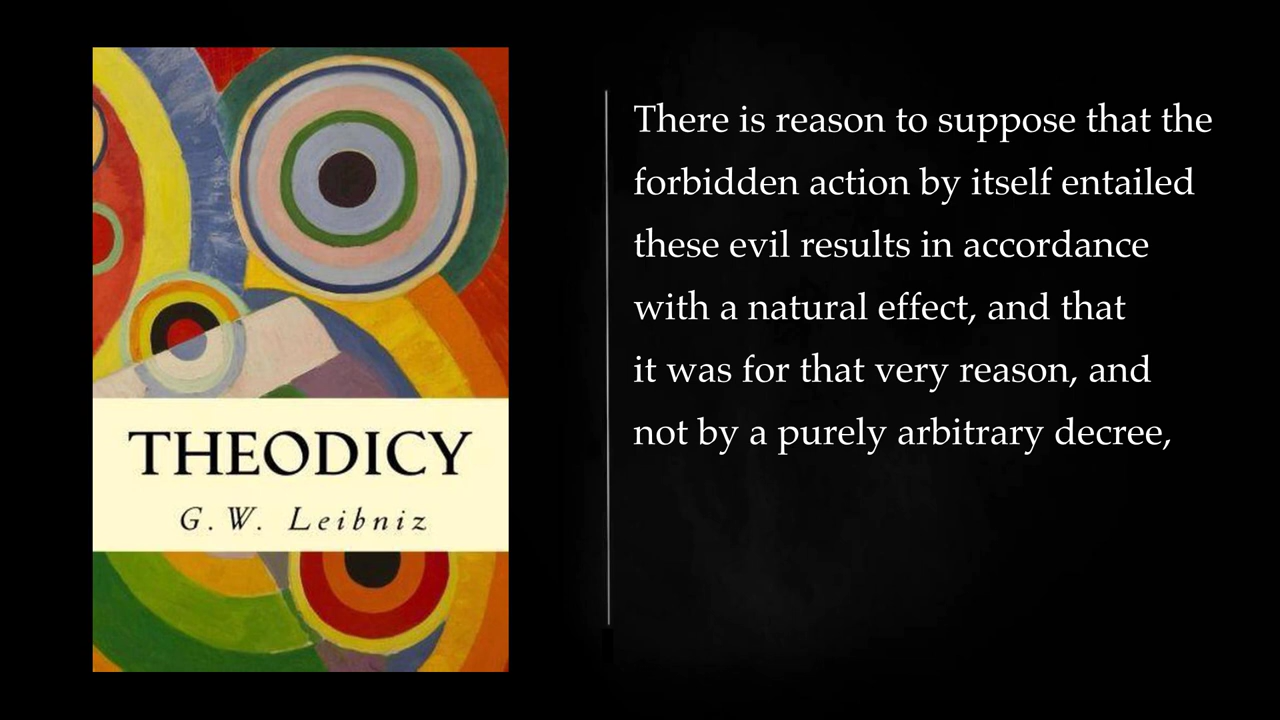 THEODICY
G. W. Leibniz
There is reason to suppose that the
forbidden action by itself entailed
these evil results in accordance
with a natural effect, and that
it was for that very reason, and
not by a purely arbitrary decree,